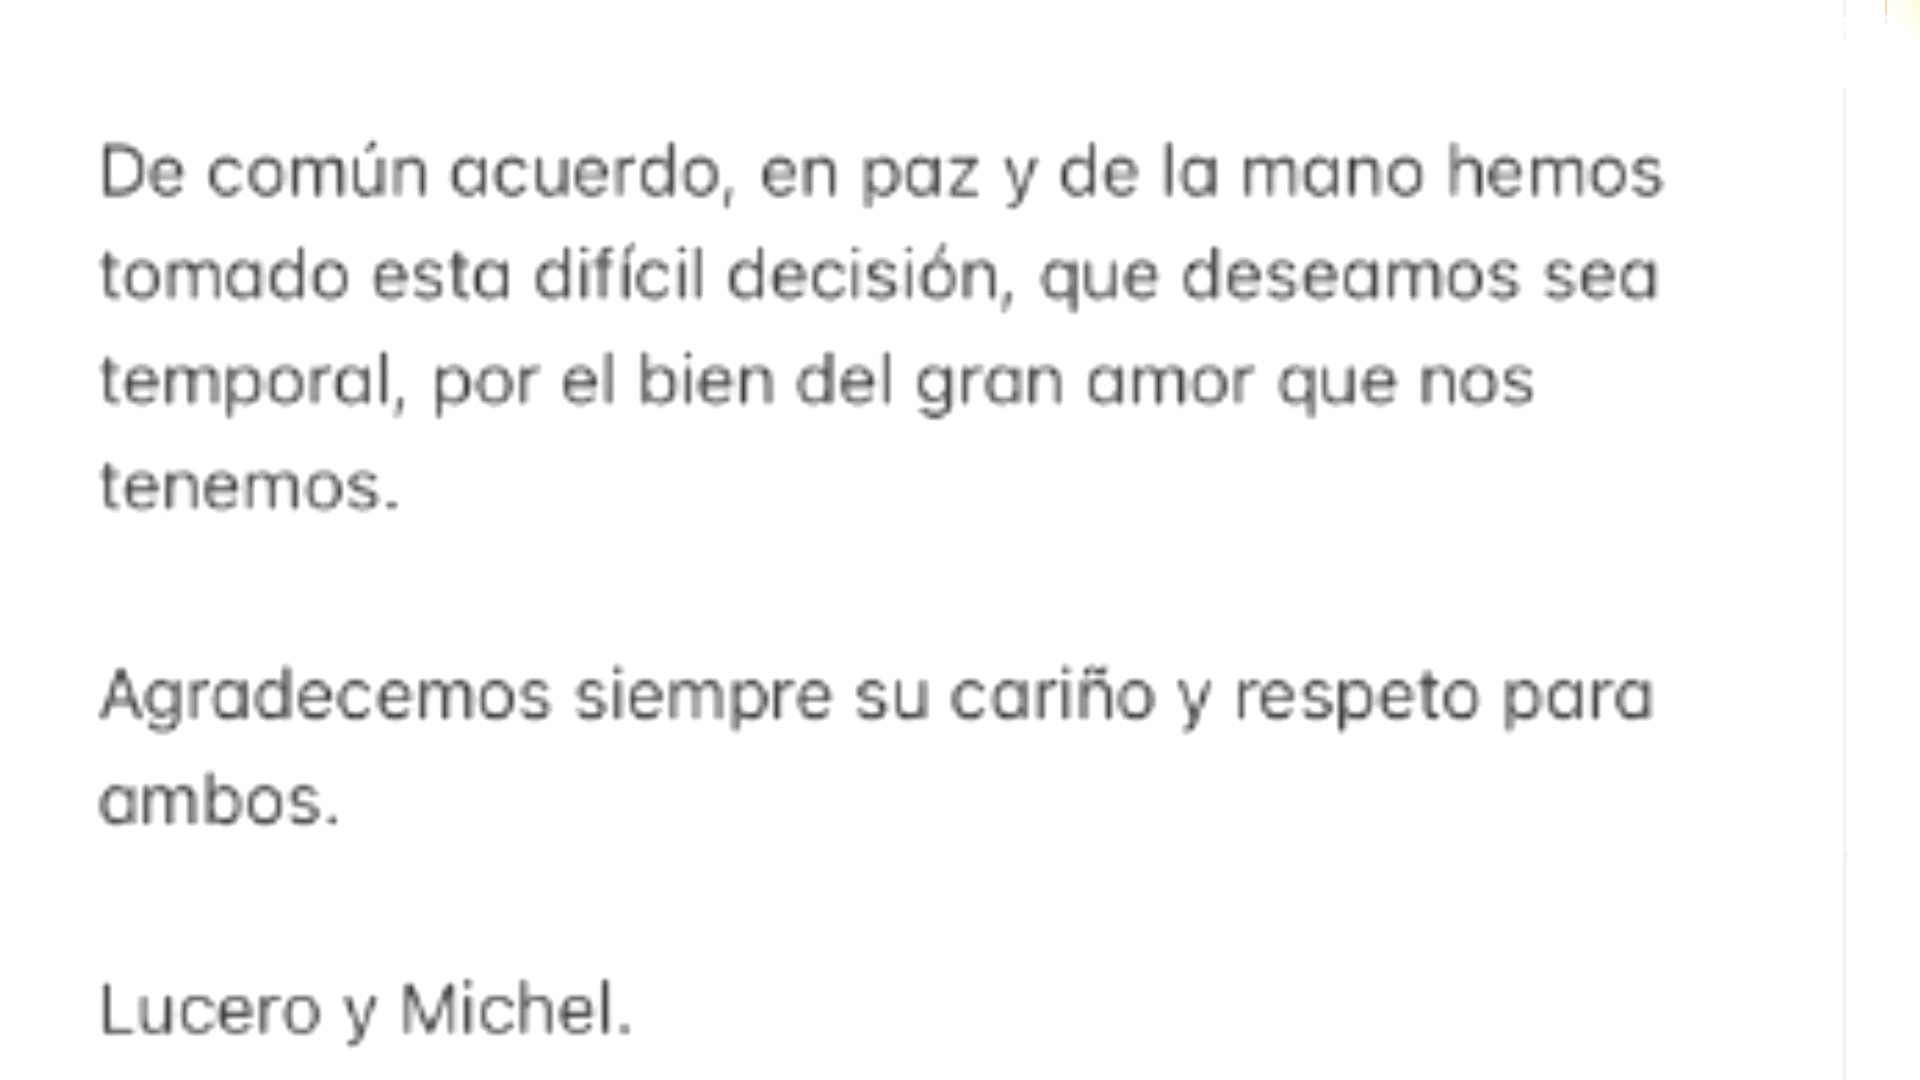 De común acuerdo, en paz y de la mano hemos
tomado esta difícil decisión, que deseamos sea
temporal, por el bien del gran amor que nos
tenemos.
Agradecemos siempre su cariño y respeto para
ambos.
Lucero y Michel.